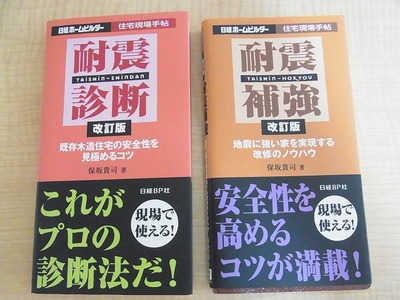 日経ホームビルダー 住宅現場手帖
耐震
TAISHIN-SHINDAN
診断
改訂版
既存木造住宅の安全性を
見極めるコツ
保坂貴司 著
日経BP社
これが
プロの
診断法だ!
現場で
使える!
日経ホームビルダー 住宅現場手帖
耐震
TAISHIN-HOKYOU
補強
改訂版
地震に強い家を実現する
改修のノウハウ
保坂貴司 著
日経BP社
安全性を
高める
コツが満載!
現場で
使える!